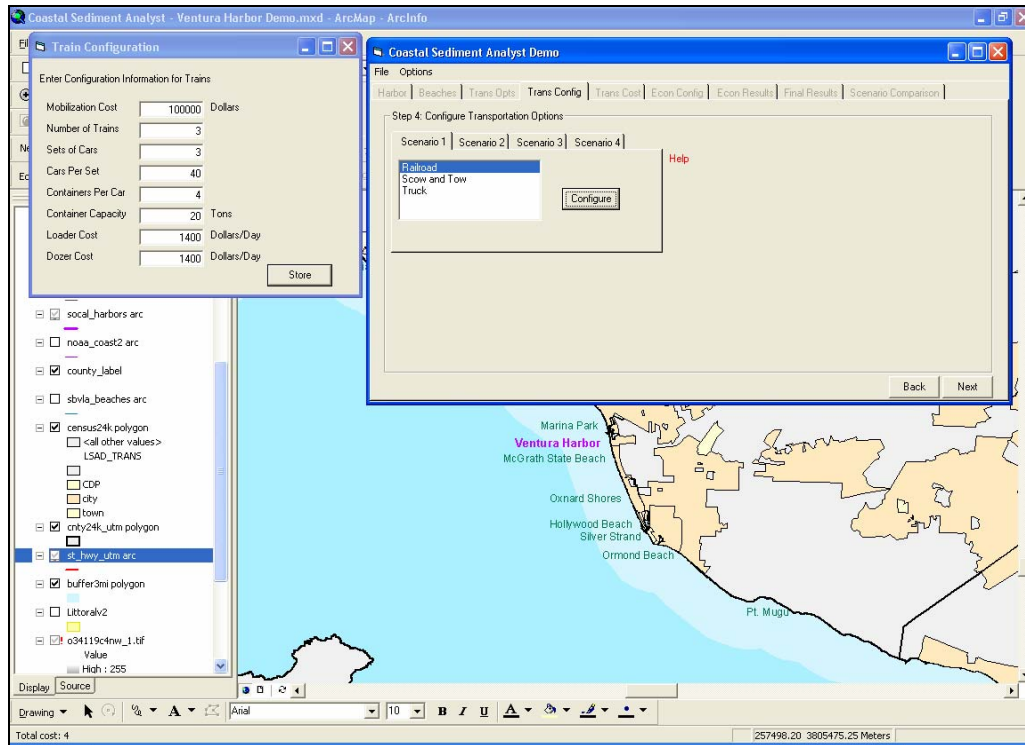 Coastal Sediment Analyst - Ventura Harbor Demo.mxd - ArcMap - ArcInfo
Train Configuration
Enter Configuration Information for Trains
Mobilization Cost 100000 Dollars
Number of Trains 3
Sets of Cars 3
Cars Per Set 40
Containers Per Car 4
Container Capacity 20 Tons
Loader Cost 1400 Dollars/Day
Dozer Cost 1400 Dollars/Day
Store
Coastal Sediment Analyst Demo
File Options
Harbor Beaches Trans Opts Trans Config Trans Cost Econ Config Econ Results Final Results Scenario Comparison
Step 4: Configure Transportation Options
Scenario 1 Scenario 2 Scenario 3 Scenario 4
Railroad
Scow and Tow
Truck
Configure
Help
Back Next
socal_harbors arc
noaa_coast2 arc
county_label
sbvla_beaches arc
census24k polygon
<all other values>
LSAD_TRANS
CDP
city
town
cnty24k_utm polygon
st_hwy_utm arc
buffer3mi polygon
Littoralv2
o34119c4nw_1.tif
Value
High : 255
Marina Park
Ventura Harbor
McGrath State Beach
Oxnard Shores
Hollywood Beach
Silver Strand
Ormond Beach
Pt. Mugu
Display Source
Drawing A Arial 10 B I U A
Total cost: 4
257498.20 3805475.25 Meters